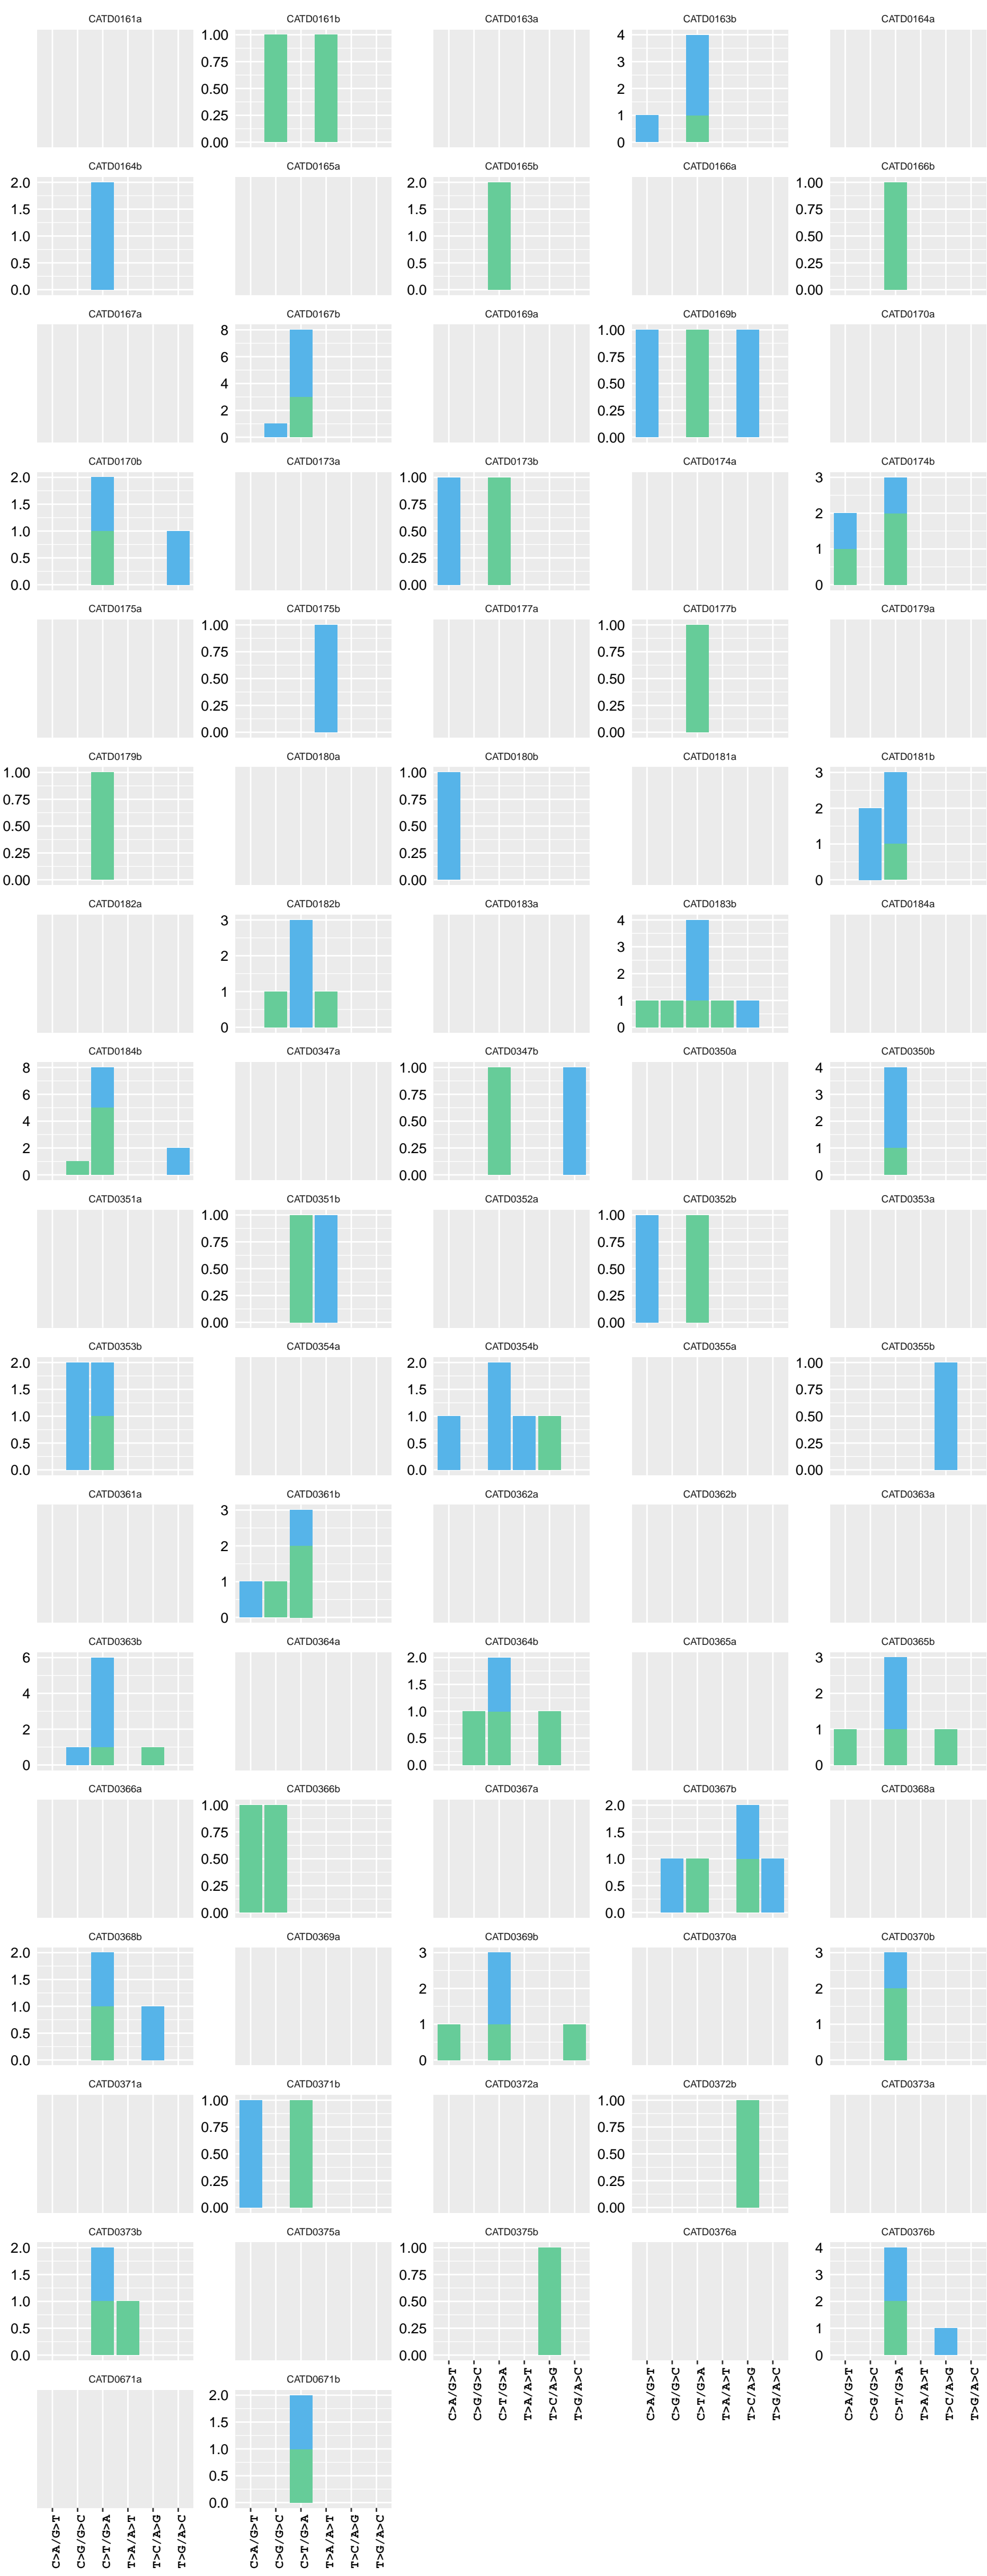 CATD0161a CATD0161b CATD0163a CATD0163b CATD0164a
1.00 4
0.75 3
0.50 2
0.25 1
0.00 0
CATD0164b CATD0165a CATD0165b CATD0166a CATD0166b
2.0 2.0 1.00
1.5 1.5 0.75
1.0 1.0 0.50
0.5 0.5 0.25
0.0 0.0 0.00
CATD0167a CATD0167b CATD0169a CATD0169b CATD0170a
8 1.00
6 0.75
4 0.50
2 0.25
0 0.00
CATD0170b CATD0173a CATD0173b CATD0174a CATD0174b
2.0 1.00 3
1.5 0.75 2
1.0 0.50 1
0.5 0.25 0
0.0 0.00
CATD0175a CATD0175b CATD0177a CATD0177b CATD0179a
1.00 1.00
0.75 0.75
0.50 0.50
0.25 0.25
0.00 0.00
CATD0179b CATD0180a CATD0180b CATD0181a CATD0181b
1.00 1.00 3
0.75 0.75 2
0.50 0.50 1
0.25 0.25 0
0.00 0.00
CATD0182a CATD0182b CATD0183a CATD0183b CATD0184a
3 4
2 3
1 2
0 1
0
CATD0184b CATD0347a CATD0347b CATD0350a CATD0350b
8 1.00 4
6 0.75 3
4 0.50 2
2 0.25 1
0 0.00 0
CATD0351a CATD0351b CATD0352a CATD0352b CATD0353a
1.00 1.00
0.75 0.75
0.50 0.50
0.25 0.25
0.00 0.00
CATD0353b CATD0354a CATD0354b CATD0355a CATD0355b
2.0 2.0 1.00
1.5 1.5 0.75
1.0 1.0 0.50
0.5 0.5 0.25
0.0 0.0 0.00
CATD0361a CATD0361b CATD0362a CATD0362b CATD0363a
3
2
1
0
CATD0363b CATD0364a CATD0364b CATD0365a CATD0365b
6 2.0 3
4 1.5 2
2 1.0 1
0 0.5 0
0.0
CATD0366a CATD0366b CATD0367a CATD0367b CATD0368a
1.00 2.0
0.75 1.5
0.50 1.0
0.25 0.5
0.00 0.0
CATD0368b CATD0369a CATD0369b CATD0370a CATD0370b
2.0 3 3
1.5 2 2
1.0 1 1
0.5 0 0
0.0
CATD0371a CATD0371b CATD0372a CATD0372b CATD0373a
1.00 1.00
0.75 0.75
0.50 0.50
0.25 0.25
0.00 0.00
CATD0373b CATD0375a CATD0375b CATD0376a CATD0376b
2.0 1.00 4
1.5 0.75 3
1.0 0.50 2
0.5 0.25 1
0.0 0.00 0
C>A/G>T C>G/G>C C>T/G>A T>A/A>T T>C/A>G T>G/A>C C>A/G>T C>G/G>C C>T/G>A T>A/A>T T>C/A>G T>G/A>C C>A/G>T C>G/G>C C>T/G>A T>A/A>T T>C/A>G T>G/A>C
CATD0671a CATD0671b
2.0
1.5
1.0
0.5
0.0
C>A/G>T C>G/G>C C>T/G>A T>A/A>T T>C/A>G T>G/A>C C>A/G>T C>G/G>C C>T/G>A T>A/A>T T>C/A>G T>G/A>C